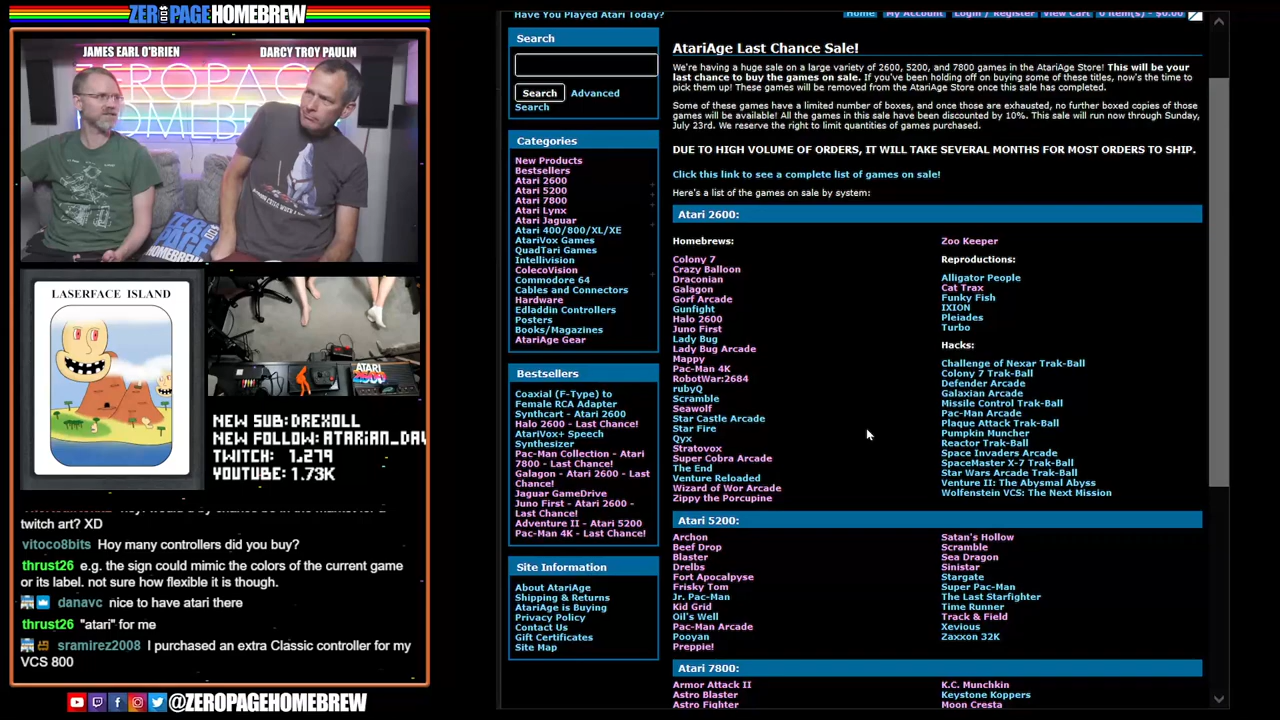 ZEROPAGEHOMEBREW
JAMES EARL O'BRIEN
DARCY TROY PAULIN
ZEROPAGE
HOMEBREW
ZERO
PAGE
LASERFACE ISLAND
ATARI
2600
NEW SUB: DREXOLL
NEW FOLLOW: ATARIAN_DAY
TWITCH: 1,279
YOUTUBE: 1.73K
twitch art? XD
vitoco8bits Hoy many controllers did you buy?
thrust26 e.g. the sign could mimic the colors of the current game
or its label. not sure how flexible it is though.
danavc nice to have atari there
thrust26 "atari" for me
sramirez2008 I purchased an extra Classic controller for my
VCS 800
@ZEROPAGEHOMEBREW
Have You Played Atari Today?
Home
My Account
Login / Register
View Cart
0 item(s) - $0.00
Search
Search
Advanced
Search
Categories
New Products
Bestsellers
Atari 2600
Atari 5200
Atari 7800
Atari Lynx
Atari Jaguar
Atari 400/800/XL/XE
AtariVox Games
QuadTari Games
Intellivision
ColecoVision
Commodore 64
Cables and Connectors
Hardware
Edladdin Controllers
Posters
Books/Magazines
AtariAge Gear
Bestsellers
Coaxial (F-Type) to
Female RCA Adapter
Synthcart - Atari 2600
Halo 2600 - Last Chance!
AtariVox+ Speech
Synthesizer
Pac-Man Collection - Atari
7800 - Last Chance!
Galagon - Atari 2600 - Last
Chance!
Jaguar GameDrive
Juno First - Atari 2600 -
Last Chance!
Adventure II - Atari 5200
Pac-Man 4K - Last Chance!
Site Information
About AtariAge
Shipping & Returns
AtariAge is Buying
Privacy Policy
Contact Us
Gift Certificates
Site Map
AtariAge Last Chance Sale!
We're having a huge sale on a large variety of 2600, 5200, and 7800 games in the AtariAge Store! This will be your
last chance to buy the games on sale. If you've been holding off on buying some of these titles, now's the time to
pick them up! These games will be removed from the AtariAge Store once this sale has completed.
Some of these games have a limited number of boxes, and once those are exhausted, no further boxed copies of those
games will be available! All the games in this sale have been discounted by 10%. This sale will run now through Sunday,
July 23rd. We reserve the right to limit quantities of games purchased.
DUE TO HIGH VOLUME OF ORDERS, IT WILL TAKE SEVERAL MONTHS FOR MOST ORDERS TO SHIP.
Click this link to see a complete list of games on sale!
Here's a list of the games on sale by system:
Atari 2600:
Homebrews:
Colony 7
Crazy Balloon
Draconian
Galagon
Gorf Arcade
Gunfight
Halo 2600
Juno First
Lady Bug
Lady Bug Arcade
Mappy
Pac-Man 4K
RobotWar:2684
rubyQ
Scramble
Seawolf
Star Castle Arcade
Star Fire
Qyx
Stratovox
Super Cobra Arcade
The End
Venture Reloaded
Wizard of Wor Arcade
Zippy the Porcupine
Zoo Keeper
Reproductions:
Alligator People
Cat Trax
Funky Fish
IXION
Pleiades
Turbo
Hacks:
Challenge of Nexar Trak-Ball
Colony 7 Trak-Ball
Defender Arcade
Galaxian Arcade
Missile Control Trak-Ball
Pac-Man Arcade
Plaque Attack Trak-Ball
Pumpkin Muncher
Reactor Trak-Ball
Space Invaders Arcade
SpaceMaster X-7 Trak-Ball
Star Wars Arcade Trak-Ball
Venture II: The Abysmal Abyss
Wolfenstein VCS: The Next Mission
Atari 5200:
Archon
Beef Drop
Blaster
Drelbs
Fort Apocalpyse
Frisky Tom
Jr. Pac-Man
Kid Grid
Oil's Well
Pac-Man Arcade
Pooyan
Preppie!
Satan's Hollow
Scramble
Sea Dragon
Sinistar
Stargate
Super Pac-Man
The Last Starfighter
Time Runner
Track & Field
Xevious
Zaxxon 32K
Atari 7800:
Armor Attack II
Astro Blaster
Astro Fighter
K.C. Munchkin
Keystone Koppers
Moon Cresta